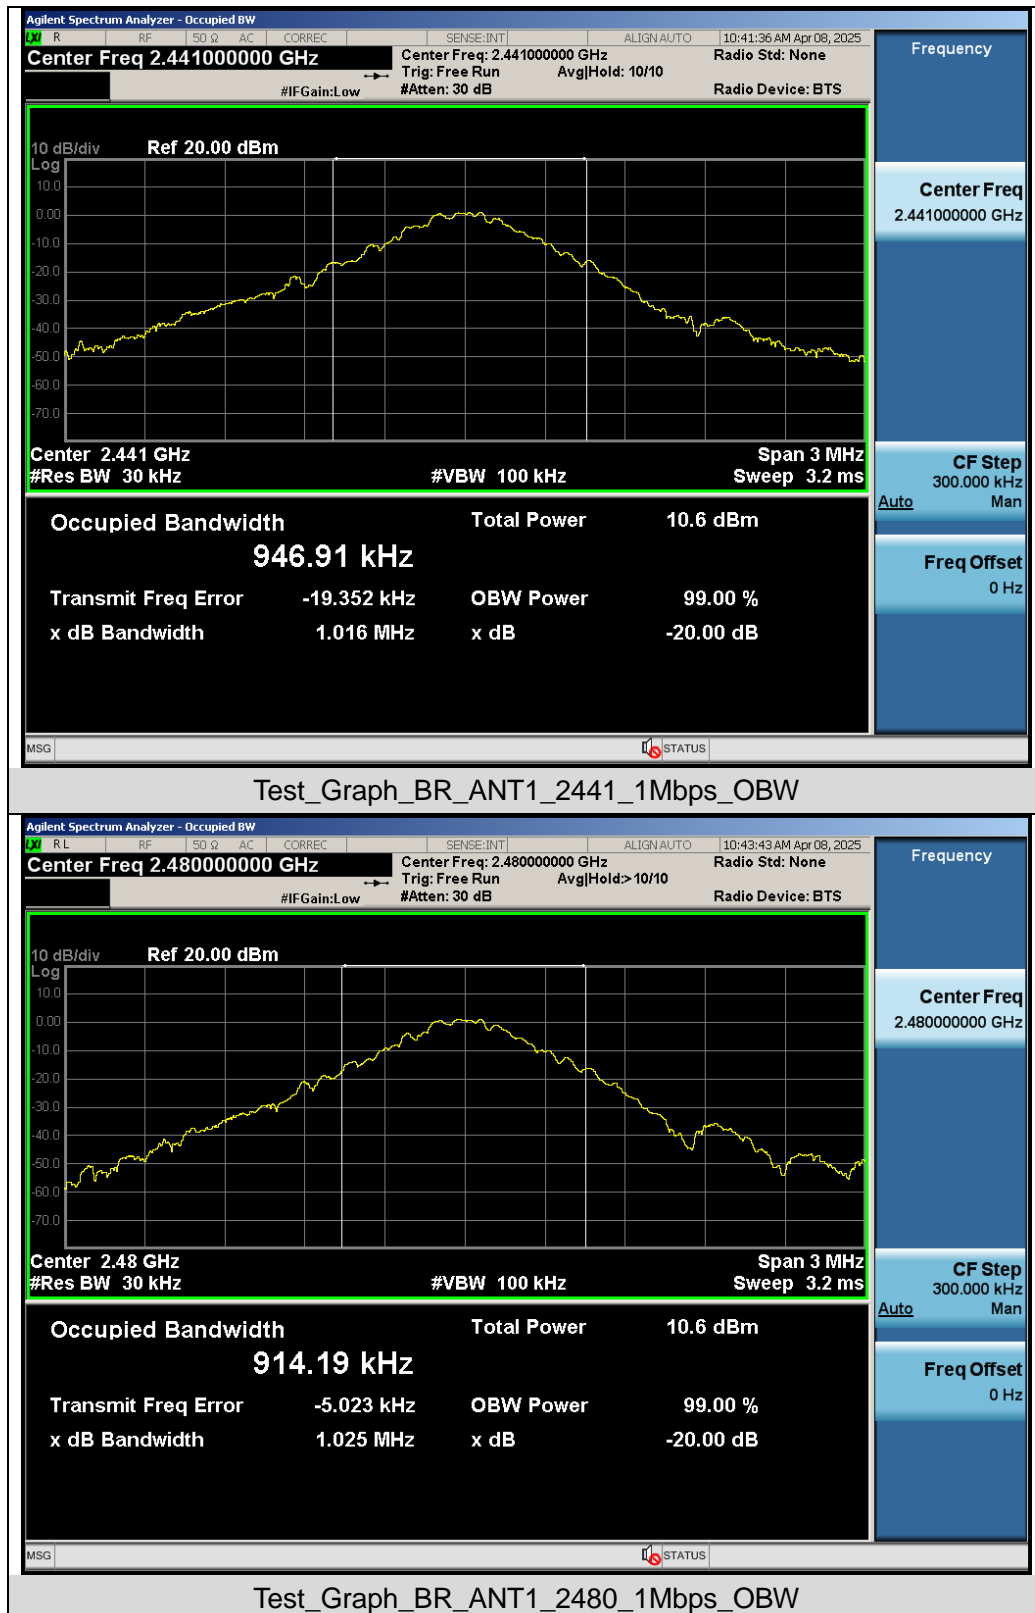 Agilent Spectrum Analyzer - Occupied BW
LXI R RF 50 Ω AC CORREC SENSE:INT ALIGN AUTO 10:41:36 AM Apr 08, 2025
Center Freq 2.441000000 GHz
Center Freq: 2.441000000 GHz Radio Std: None
Trig: Free Run Avg|Hold: 10/10
#IFGain:Low #Atten: 30 dB Radio Device: BTS
Frequency
10 dB/div Ref 20.00 dBm
Log
10.0
0.00
-10.0
-20.0
-30.0
-40.0
-50.0
-60.0
-70.0
Center Freq
2.441000000 GHz
Center 2.441 GHz Span 3 MHz
#Res BW 30 kHz #VBW 100 kHz Sweep 3.2 ms
CF Step
300.000 kHz
Auto Man
Occupied Bandwidth Total Power 10.6 dBm
946.91 kHz
Transmit Freq Error -19.352 kHz OBW Power 99.00 %
x dB Bandwidth 1.016 MHz x dB -20.00 dB
Freq Offset
0 Hz
MSG STATUS
Test_Graph_BR_ANT1_2441_1Mbps_OBW
Agilent Spectrum Analyzer - Occupied BW
LXI RL RF 50 Ω AC CORREC SENSE:INT ALIGN AUTO 10:43:43 AM Apr 08, 2025
Center Freq 2.480000000 GHz
Center Freq: 2.480000000 GHz Radio Std: None
Trig: Free Run Avg|Hold:>10/10
#IFGain:Low #Atten: 30 dB Radio Device: BTS
Frequency
10 dB/div Ref 20.00 dBm
Log
10.0
0.00
-10.0
-20.0
-30.0
-40.0
-50.0
-60.0
-70.0
Center Freq
2.480000000 GHz
Center 2.48 GHz Span 3 MHz
#Res BW 30 kHz #VBW 100 kHz Sweep 3.2 ms
CF Step
300.000 kHz
Auto Man
Occupied Bandwidth Total Power 10.6 dBm
914.19 kHz
Transmit Freq Error -5.023 kHz OBW Power 99.00 %
x dB Bandwidth 1.025 MHz x dB -20.00 dB
Freq Offset
0 Hz
MSG STATUS
Test_Graph_BR_ANT1_2480_1Mbps_OBW